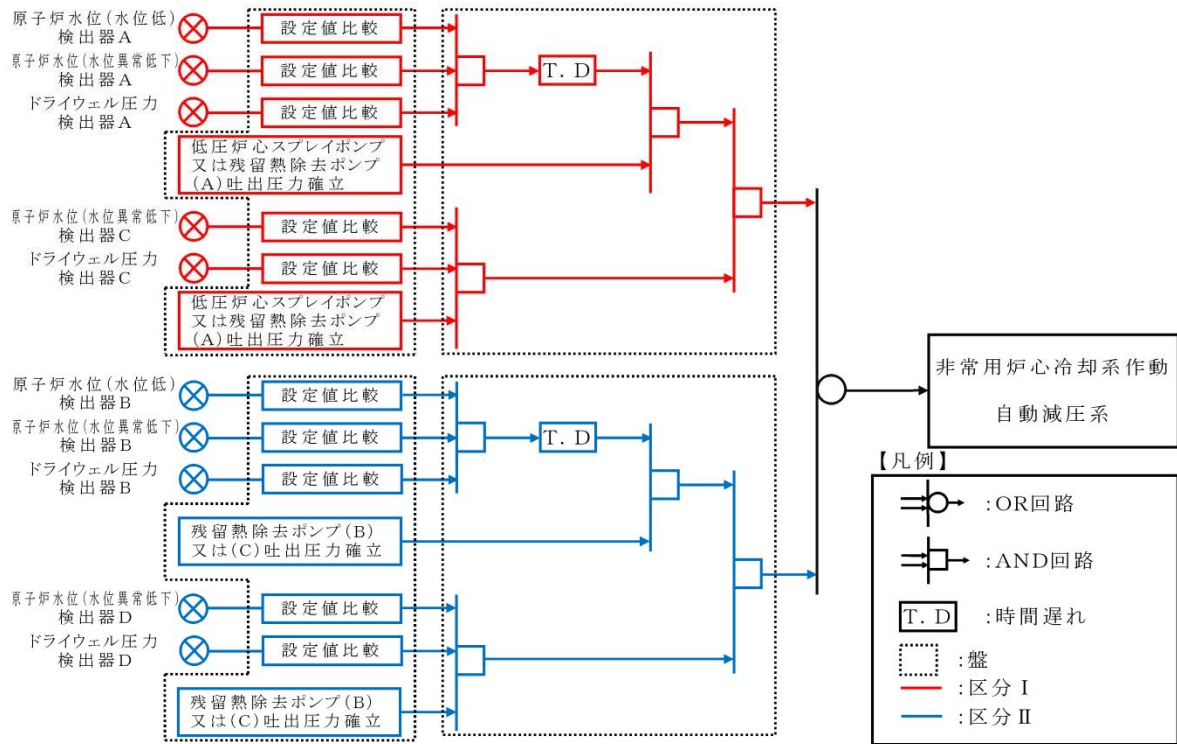 原子炉水位(水位低)
検出器A
設定値比較
原子炉水位(水位異常低下)
検出器A
設定値比較
T. D
ドライウェル圧力
検出器A
設定値比較
低圧炉心スプレイポンプ
又は残留熱除去ポンプ
(A)吐出圧力確立
原子炉水位(水位異常低下)
検出器C
設定値比較
ドライウェル圧力
検出器C
設定値比較
低圧炉心スプレイポンプ
又は残留熱除去ポンプ
(A)吐出圧力確立
原子炉水位(水位低)
検出器B
設定値比較
原子炉水位(水位異常低下)
検出器B
設定値比較
T. D
ドライウェル圧力
検出器B
設定値比較
残留熱除去ポンプ(B)
又は(C)吐出圧力確立
原子炉水位(水位異常低下)
検出器D
設定値比較
ドライウェル圧力
検出器D
設定値比較
残留熱除去ポンプ(B)
又は(C)吐出圧力確立
非常用炉心冷却系作動
自動減圧系
【凡例】
:OR回路
:AND回路
T. D :時間遅れ
:盤
:区分Ⅰ
:区分Ⅱ